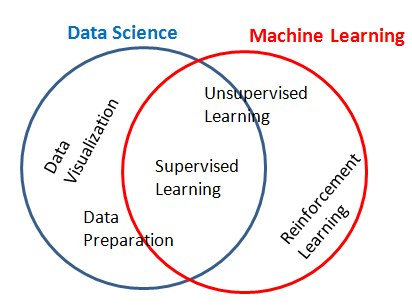 Data Science
Machine Learning
Unsupervised
Learning
Data
Visualization
Supervised
Learning
Data
Preparation
Reinforcement
Learning